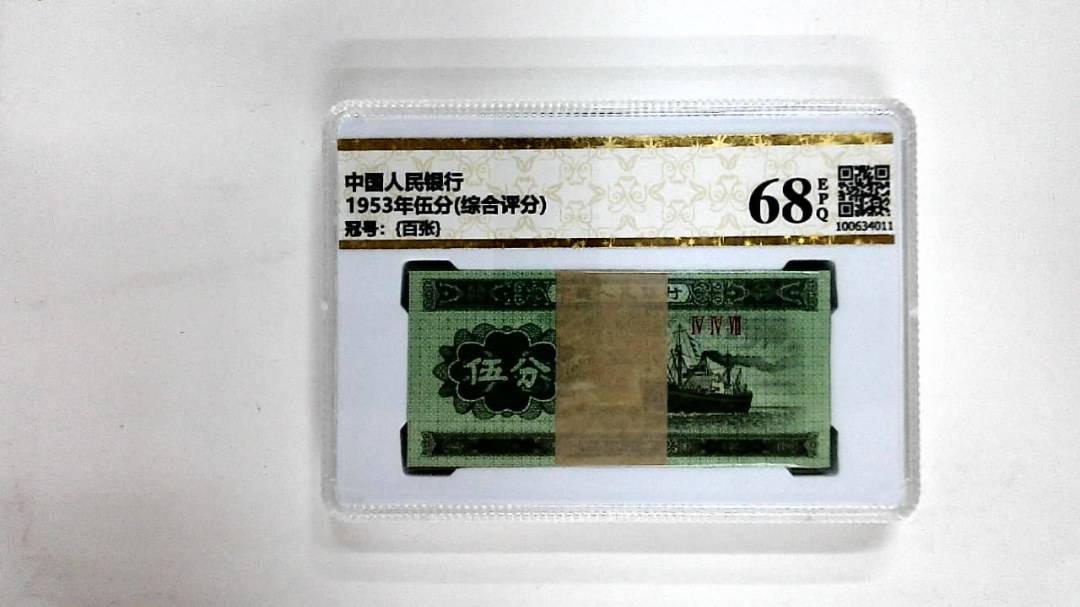 中国人民银行
1953年伍分(综合评分)
冠号：{百张}
68
EPQ
100634011
伍分
Ⅳ Ⅳ Ⅶ